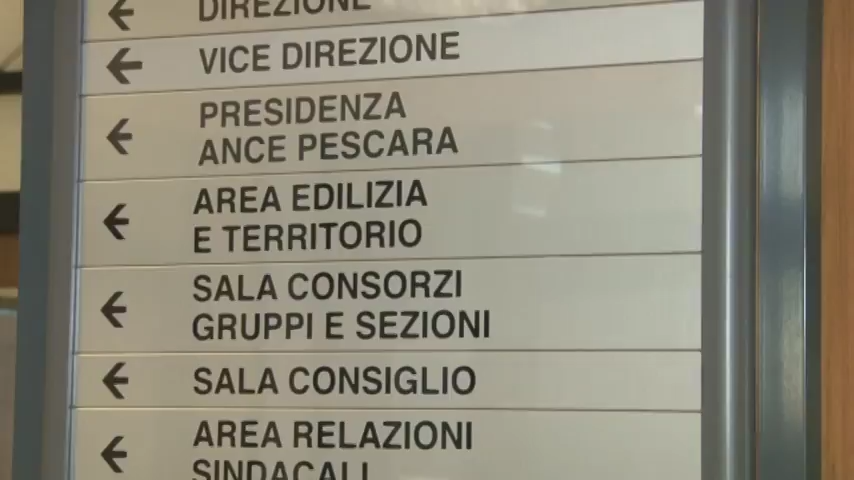 DIREZIONE
VICE DIREZIONE
PRESIDENZA
ANCE PESCARA
AREA EDILIZIA
E TERRITORIO
SALA CONSORZI
GRUPPI E SEZIONI
SALA CONSIGLIO
AREA RELAZIONI
SINDACALI